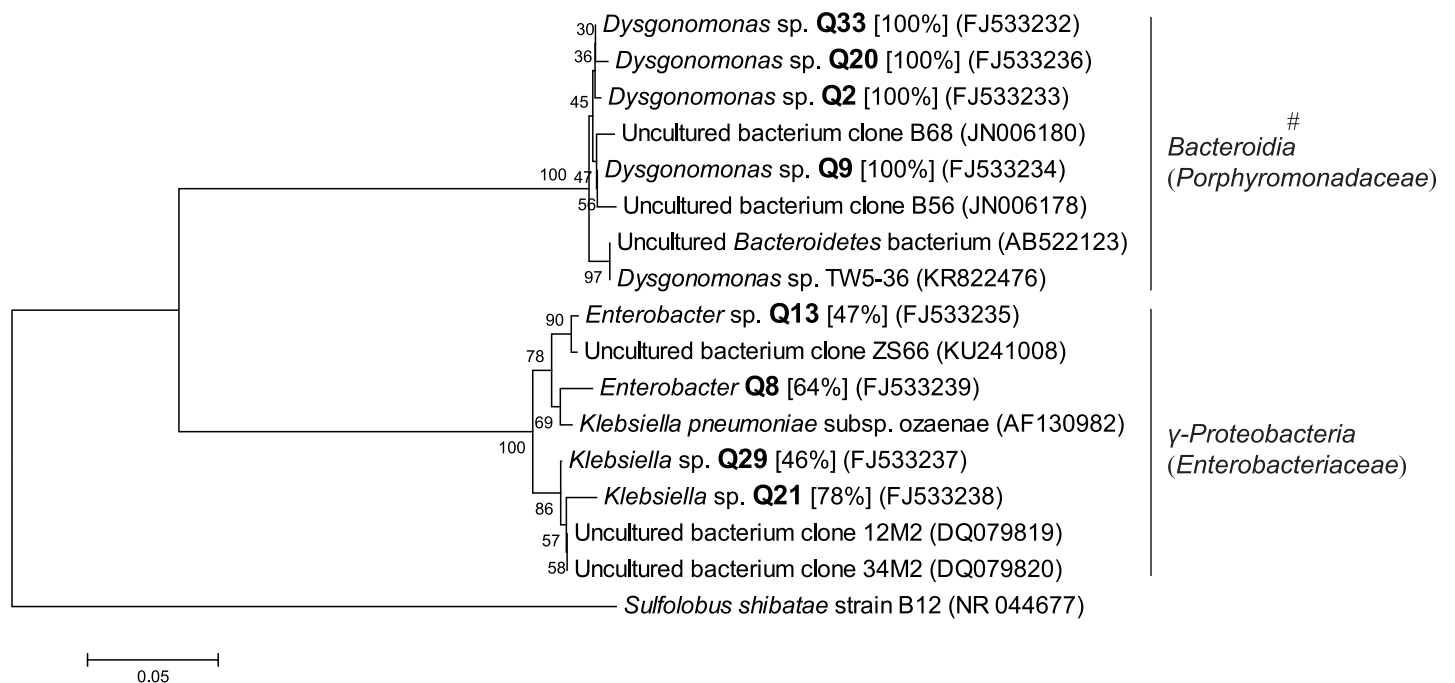 30
Dysgonomonas sp. Q33 [100%] (FJ533232)
36
Dysgonomonas sp. Q20 [100%] (FJ533236)
45
Dysgonomonas sp. Q2 [100%] (FJ533233)
Uncultured bacterium clone B68 (JN006180)
100
47
Dysgonomonas sp. Q9 [100%] (FJ533234)
56
Uncultured bacterium clone B56 (JN006178)
Uncultured Bacteroidetes bacterium (AB522123)
97
Dysgonomonas sp. TW5-36 (KR822476)
#
Bacteroidia
(Porphyromonadaceae)
90
Enterobacter sp. Q13 [47%] (FJ533235)
78
Uncultured bacterium clone ZS66 (KU241008)
Enterobacter Q8 [64%] (FJ533239)
69
Klebsiella pneumoniae subsp. ozaenae (AF130982)
100
Klebsiella sp. Q29 [46%] (FJ533237)
86
Klebsiella sp. Q21 [78%] (FJ533238)
57
Uncultured bacterium clone 12M2 (DQ079819)
58
Uncultured bacterium clone 34M2 (DQ079820)
γ-Proteobacteria
(Enterobacteriaceae)
Sulfolobus shibatae strain B12 (NR 044677)
0.05